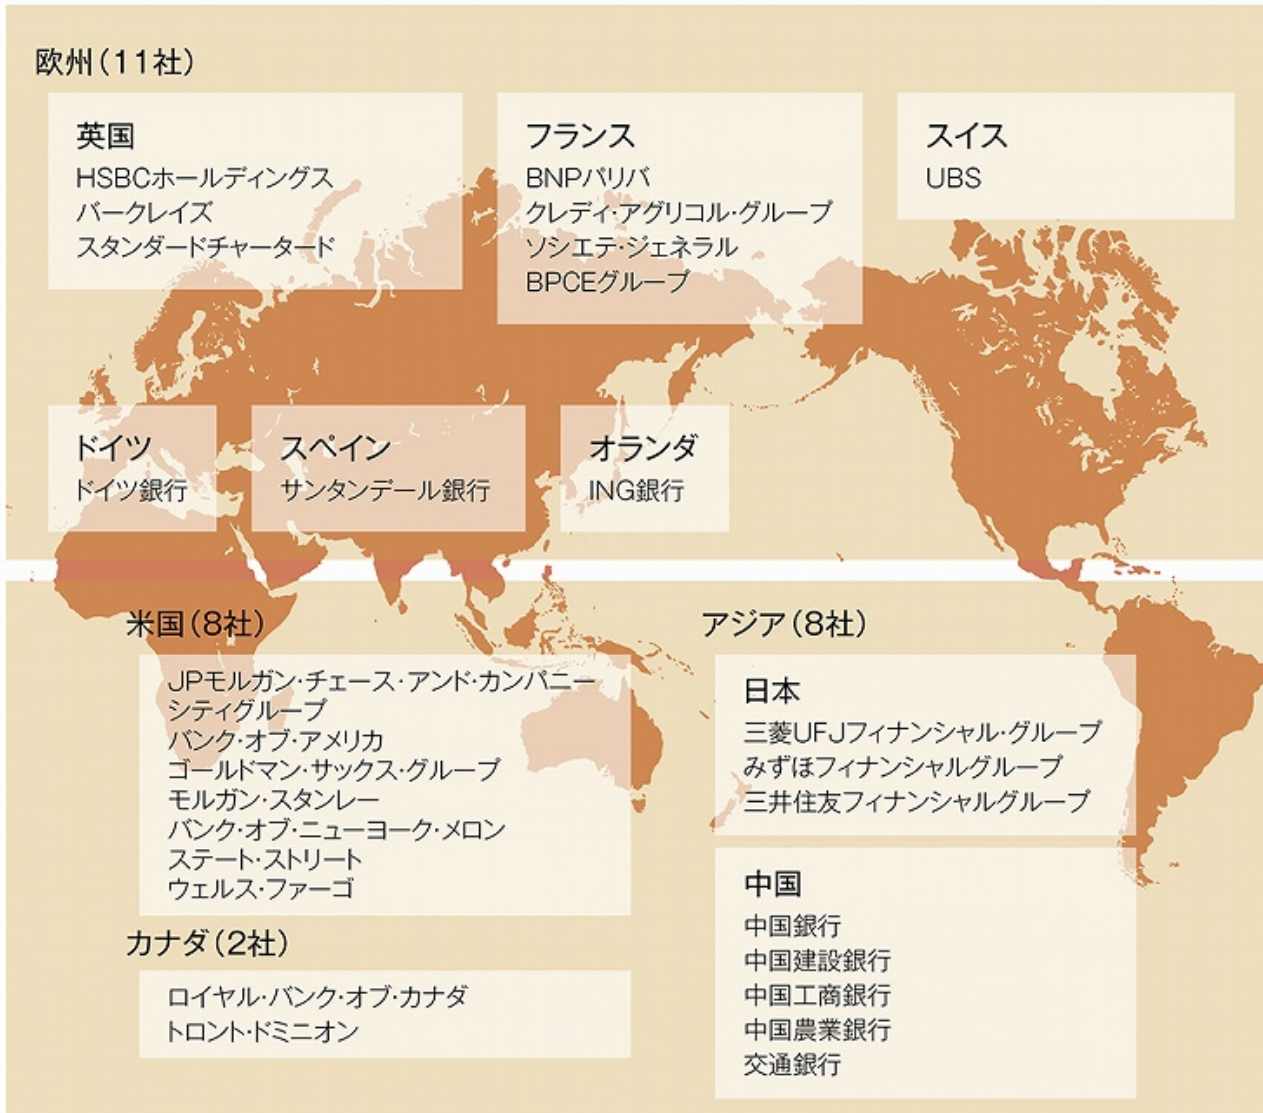 欧州（11社）
英国
HSBCホールディングス
バークレイズ
スタンダードチャータード
フランス
BNPパリバ
クレディ・アグリコル・グループ
ソシエテ・ジェネラル
BPCEグループ
スイス
UBS
ドイツ
ドイツ銀行
スペイン
サンタンデール銀行
オランダ
ING銀行
米国（8社）
JPモルガン・チェース・アンド・カンパニー
シティグループ
バンク・オブ・アメリカ
ゴールドマン・サックス・グループ
モルガン・スタンレー
バンク・オブ・ニューヨーク・メロン
ステート・ストリート
ウェルス・ファーゴ
カナダ（2社）
ロイヤル・バンク・オブ・カナダ
トロント・ドミニオン
アジア（8社）
日本
三菱UFJフィナンシャル・グループ
みずほフィナンシャルグループ
三井住友フィナンシャルグループ
中国
中国銀行
中国建設銀行
中国工商銀行
中国農業銀行
交通銀行